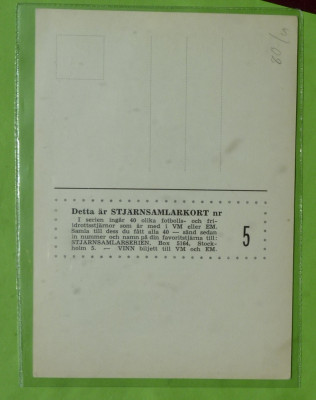 Detta är STJÄRNSAMLARKORT nr
I serien ingår 40 olika fotbolls- och fri-
idrottsstjärnor som är med i VM eller EM.
Samla till dess du fått alla 40 — sänd sedan
in nummer och namn på din favoritstjärna till:
STJÄRNSAMLARSERIEN. Box 5104, Stock-
holm 5. — VINN biljett till VM och EM.
5